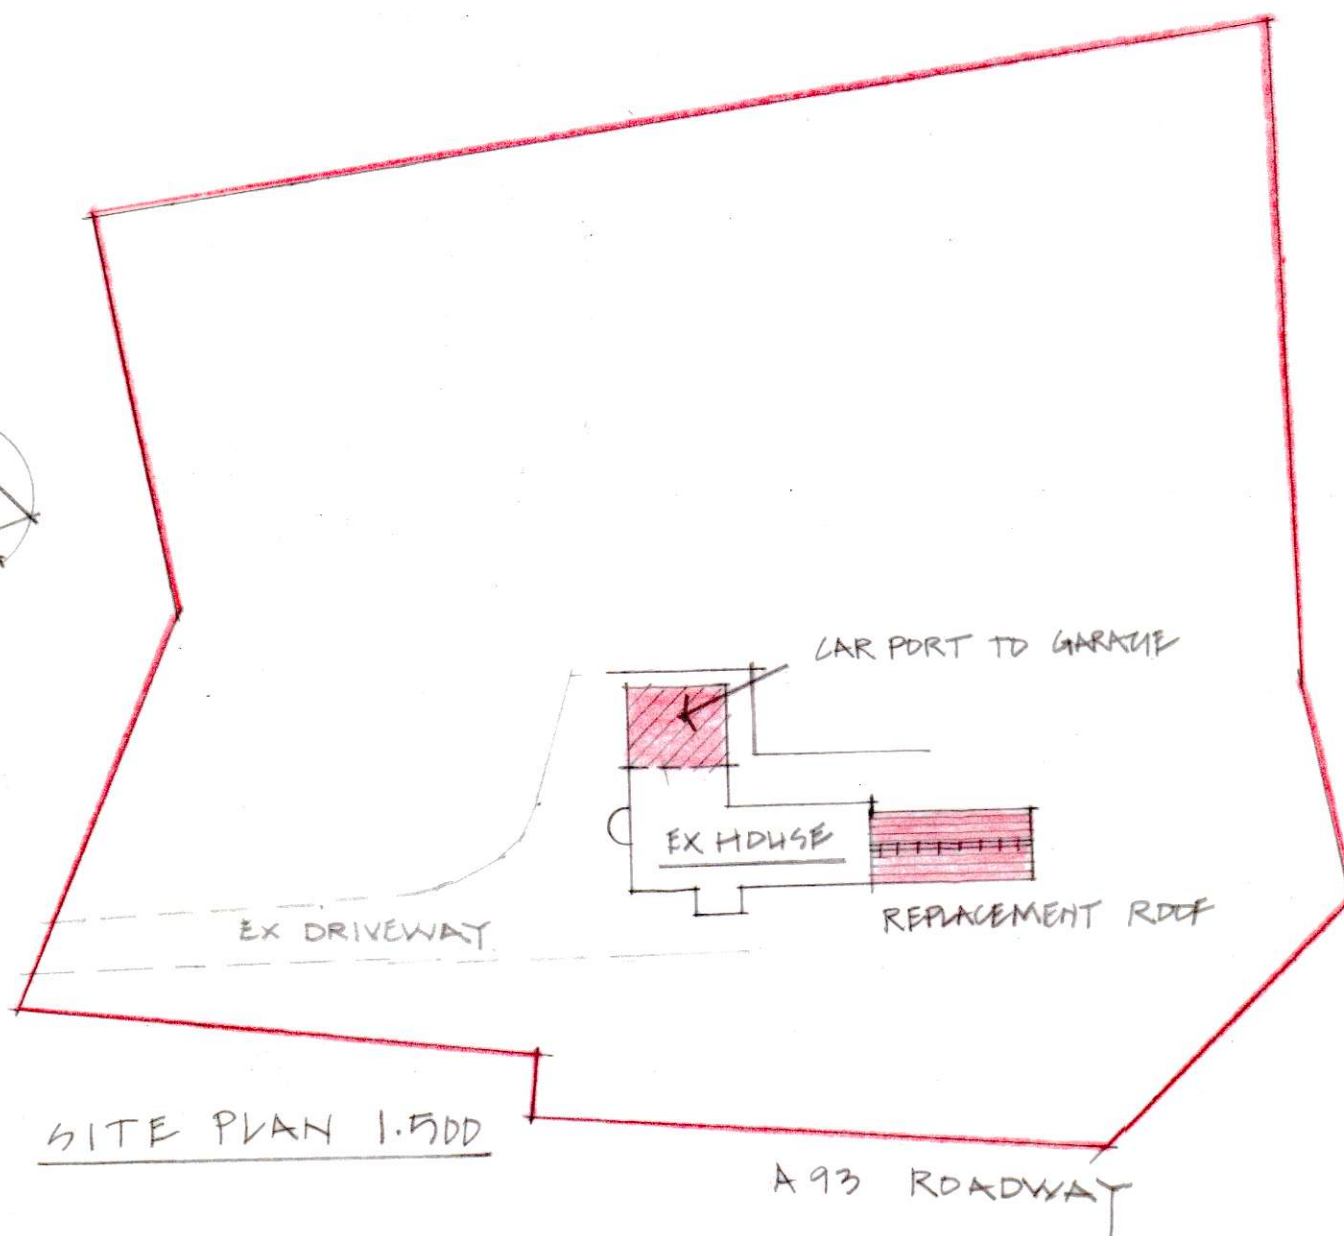 CAR PORT TO GARAGE
EX HOUSE
REPLACEMENT ROOF
EX DRIVEWAY
SITE PLAN 1.500
A93 ROADWAY